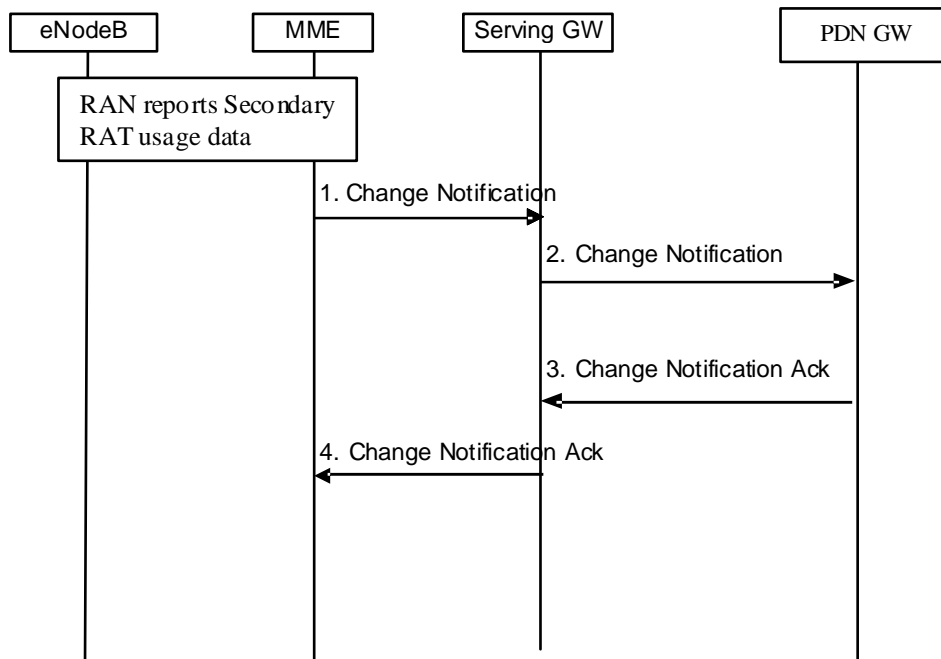 eNodeB
MME
Serving GW
PDN GW
RAN reports Secondary
RAT usage data
1. Change Notification
2. Change Notification
3. Change Notification Ack
4. Change Notification Ack